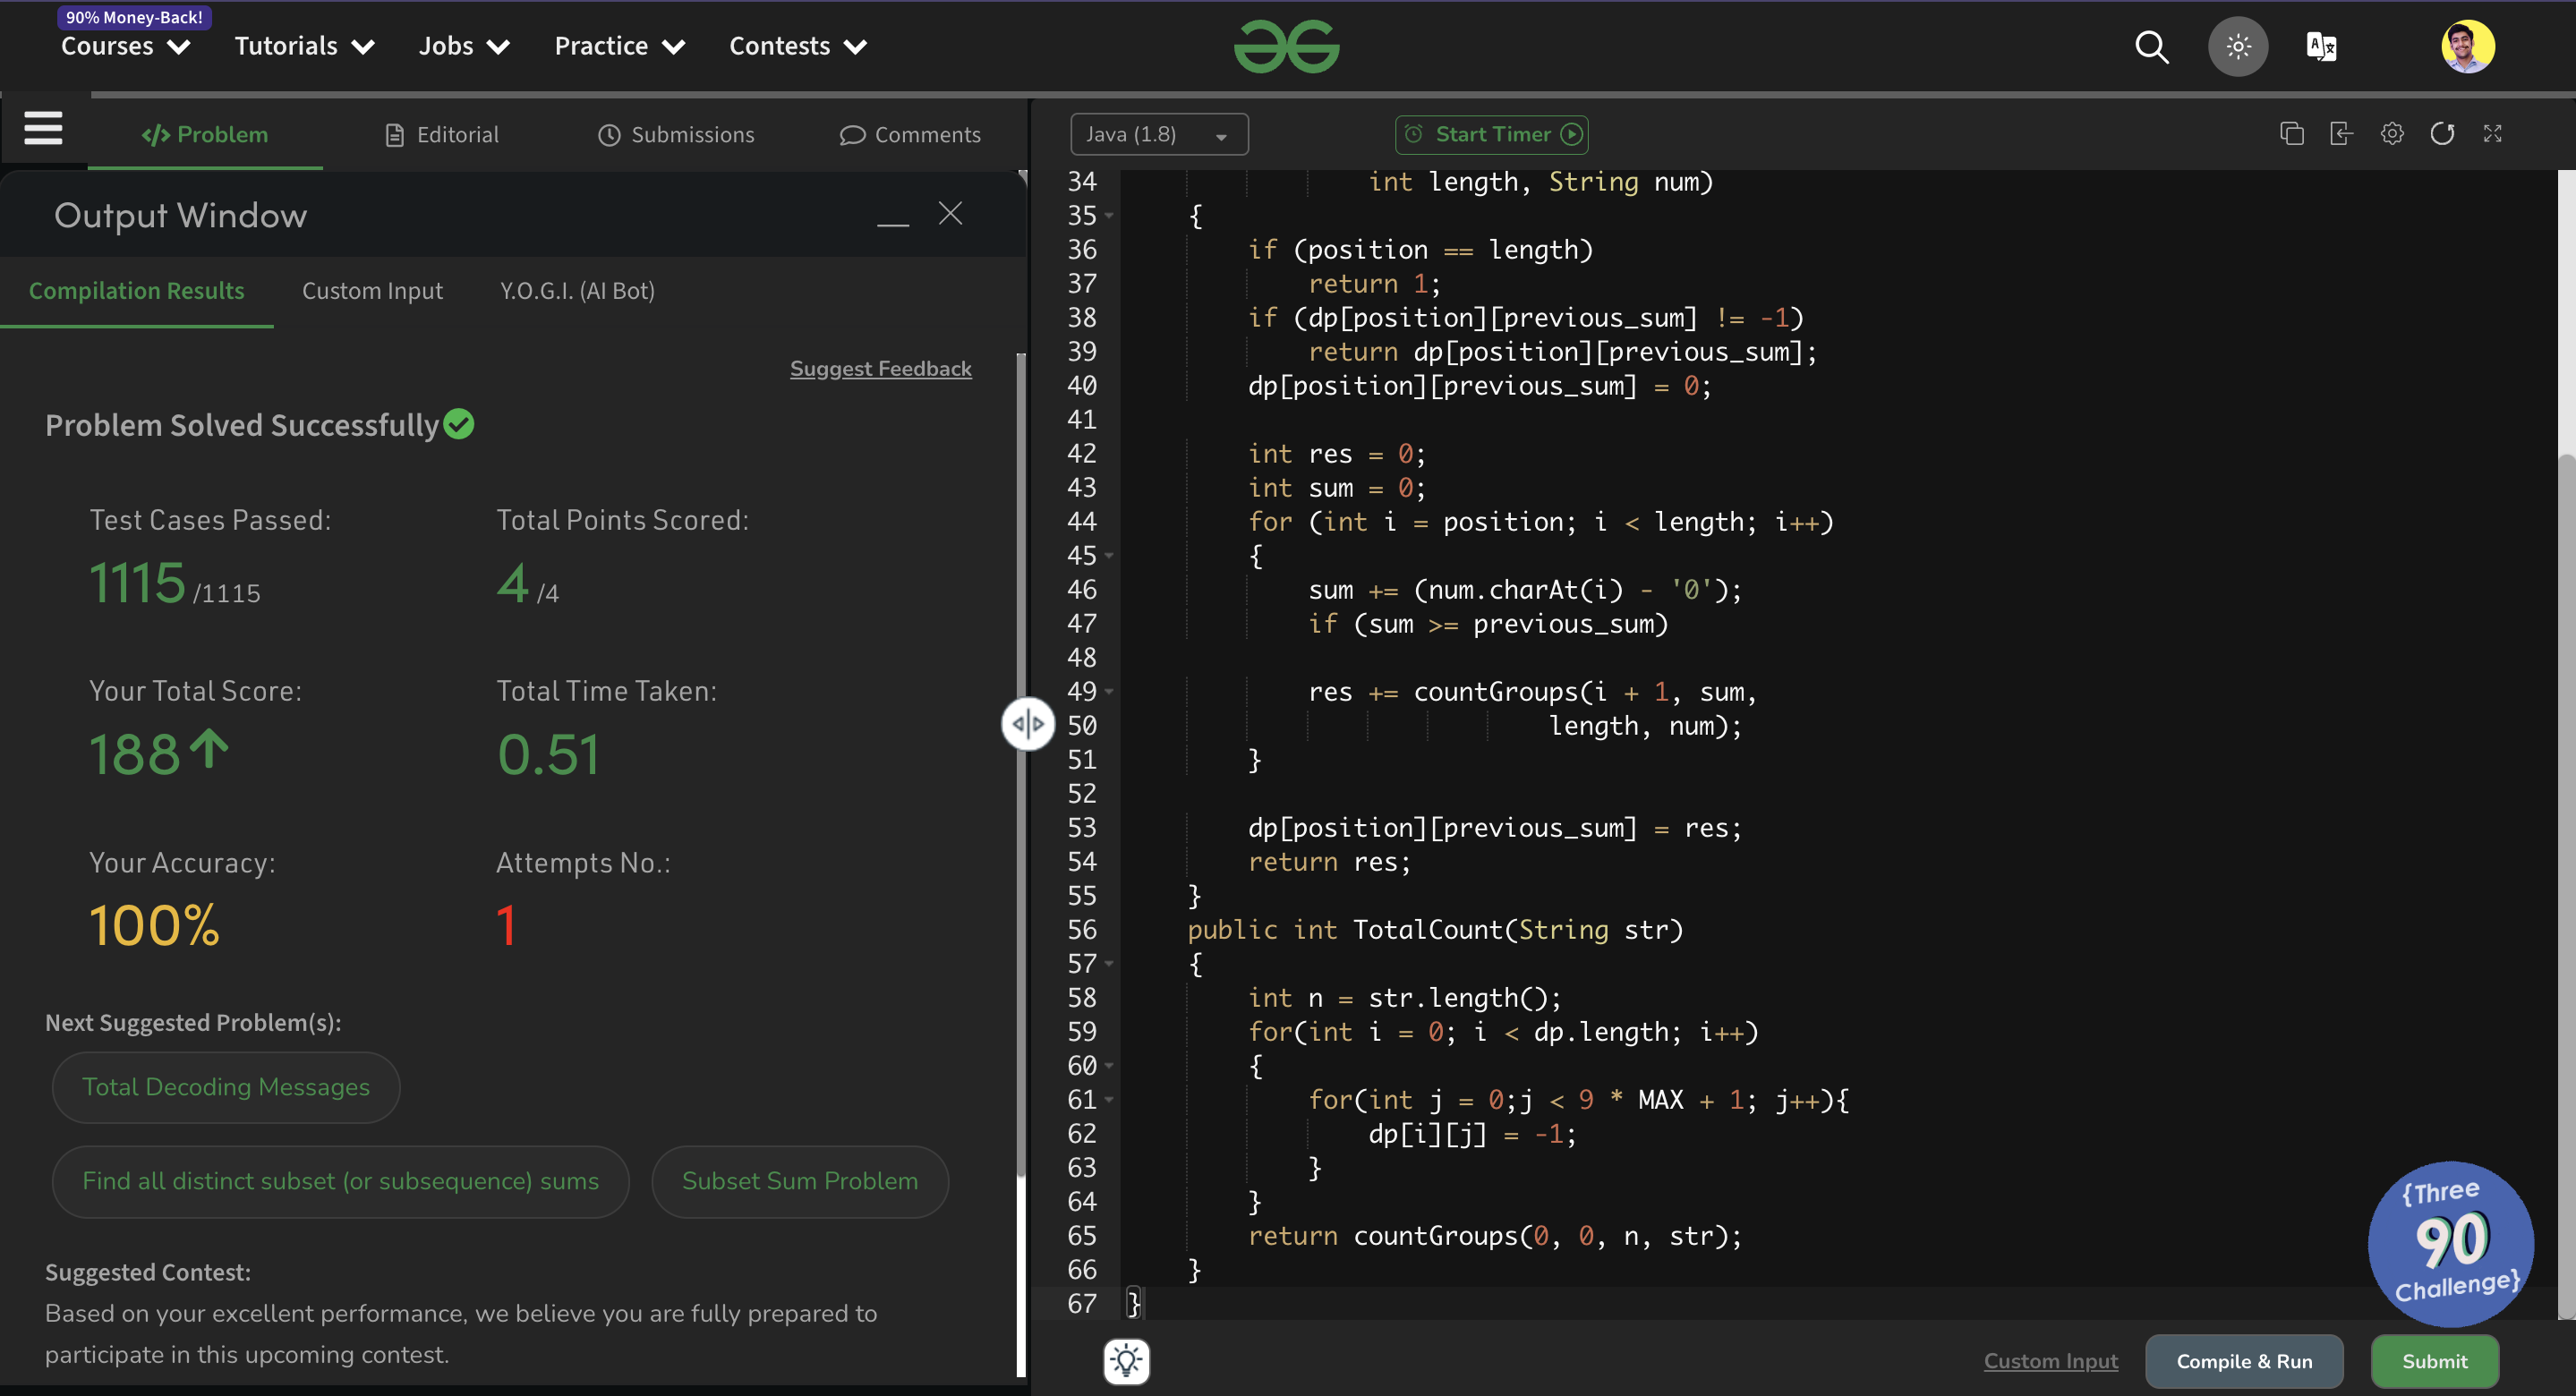 90% Money-Back!
Courses Tutorials Jobs Practice Contests
Problem Editorial Submissions Comments
Java (1.8) Start Timer
Output Window
Compilation Results Custom Input Y.O.G.I. (AI Bot)
Suggest Feedback
Problem Solved Successfully
Test Cases Passed: Total Points Scored:
1115 /1115 4 /4
Your Total Score: Total Time Taken:
188 0.51
Your Accuracy: Attempts No.:
100% 1
Next Suggested Problem(s):
Total Decoding Messages
Find all distinct subset (or subsequence) sums Subset Sum Problem
Suggested Contest:
Based on your excellent performance, we believe you are fully prepared to
participate in this upcoming contest.
34 int length, String num)
35 {
36 if (position == length)
37 return 1;
38 if (dp[position][previous_sum] != -1)
39 return dp[position][previous_sum];
40 dp[position][previous_sum] = 0;
41
42 int res = 0;
43 int sum = 0;
44 for (int i = position; i < length; i++)
45 {
46 sum += (num.charAt(i) - '0');
47 if (sum >= previous_sum)
48
49 res += countGroups(i + 1, sum,
50 length, num);
51 }
52
53 dp[position][previous_sum] = res;
54 return res;
55 }
56 public int TotalCount(String str)
57 {
58 int n = str.length();
59 for(int i = 0; i < dp.length; i++)
60 {
61 for(int j = 0;j < 9 * MAX + 1; j++){
62 dp[i][j] = -1;
63 }
64 }
65 return countGroups(0, 0, n, str);
66 }
67 }
{Three
90
Challenge}
Custom Input Compile & Run Submit